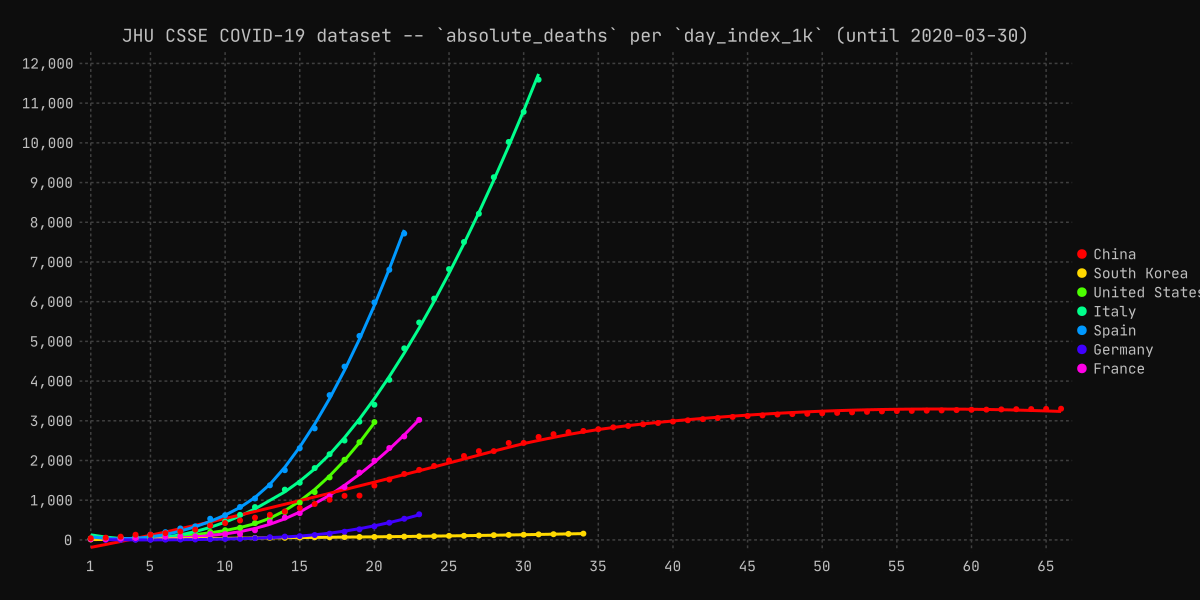 JHU CSSE COVID-19 dataset -- `absolute_deaths` per `day_index_1k` (until 2020-03-30)
12,000
11,000
10,000
9,000
8,000
7,000
6,000
5,000
4,000
3,000
2,000
1,000
0
China
South Korea
United States
Italy
Spain
Germany
France
1 5 10 15 20 25 30 35 40 45 50 55 60 65